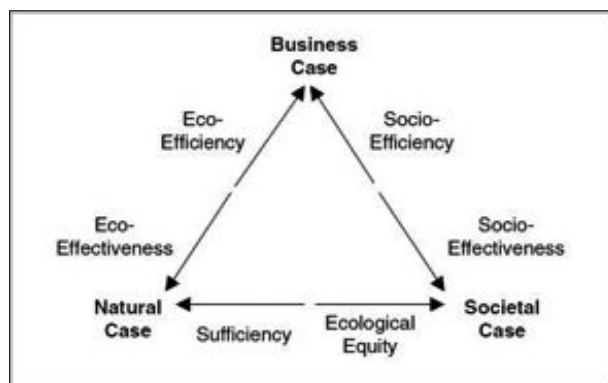 Business
Case
Eco-
Efficiency
Socio-
Efficiency
Eco-
Effectiveness
Socio-
Effectiveness
Natural
Case
Sufficiency
Ecological
Equity
Societal
Case